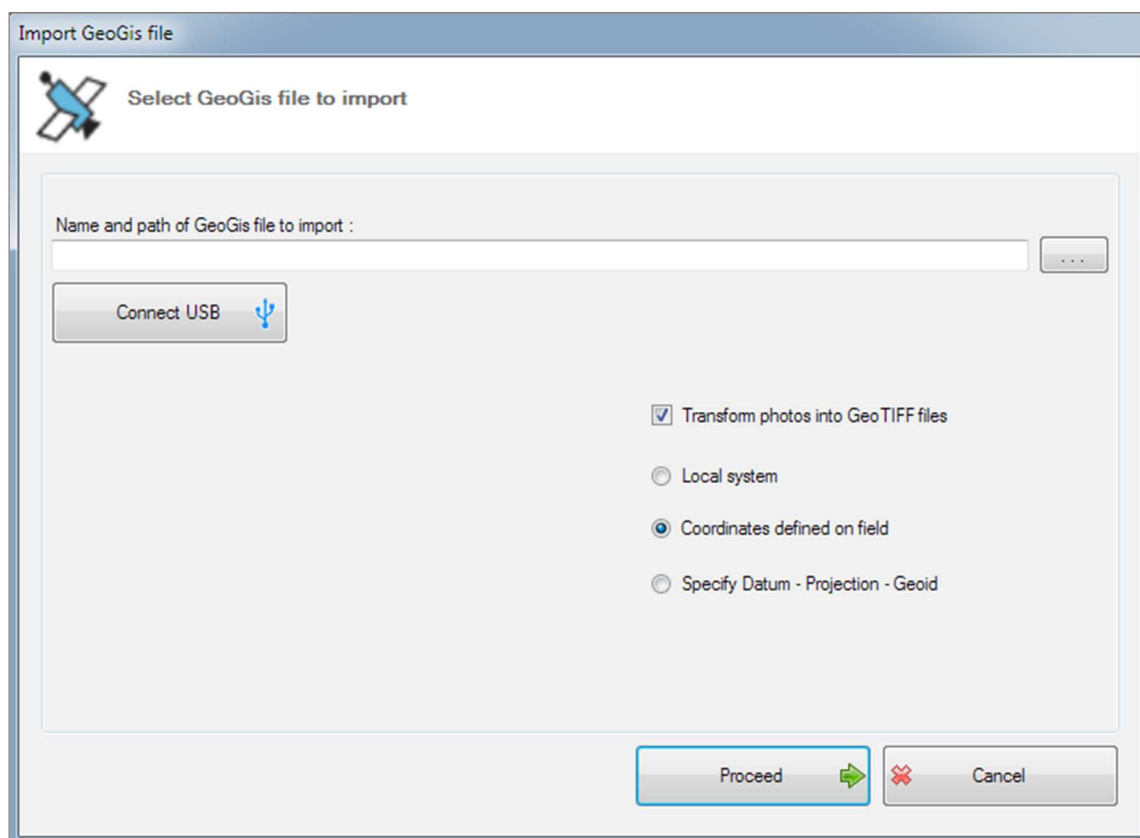 Import GeoGis file
Select GeoGis file to import
Name and path of GeoGis file to import :
...
Connect USB
Transform photos into GeoTIFF files
Local system
Coordinates defined on field
Specify Datum - Projection - Geoid
Proceed
Cancel